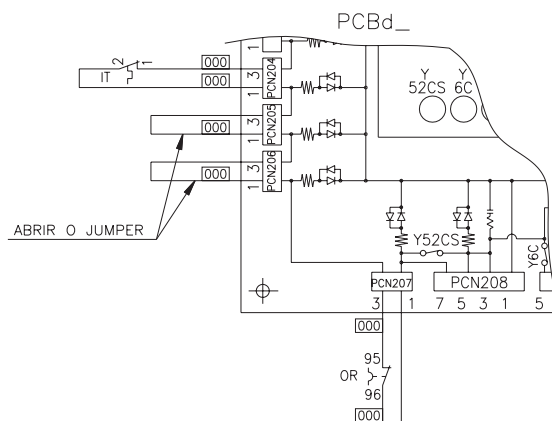 PCBd_
1
000
2
1
IT
000
3
PCN204
1
Y
52CS
Y
6C
000
3
PCN205
1
000
3
PCN206
1
ABRIR O JUMPER
Y52CS
Y6C
PCN207
PCN208
3
1
7
5
3
1
5
000
95
OR
96
000